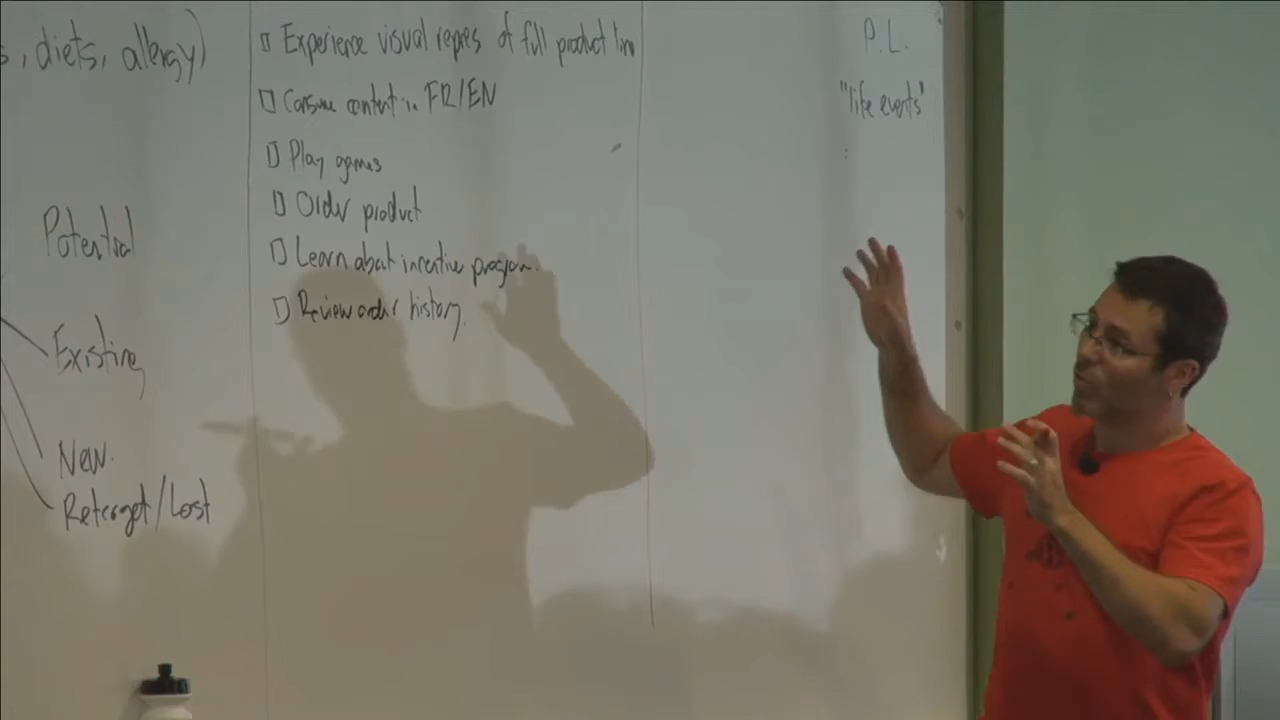 s, diets, allergy)
Potential
Existing
New.
Retarget/Lost
Experience visual repres of full product line
Consume content in FR/EN
Play games
Order product
Learn about incentive program.
Review order history.
P.L.
"life events"